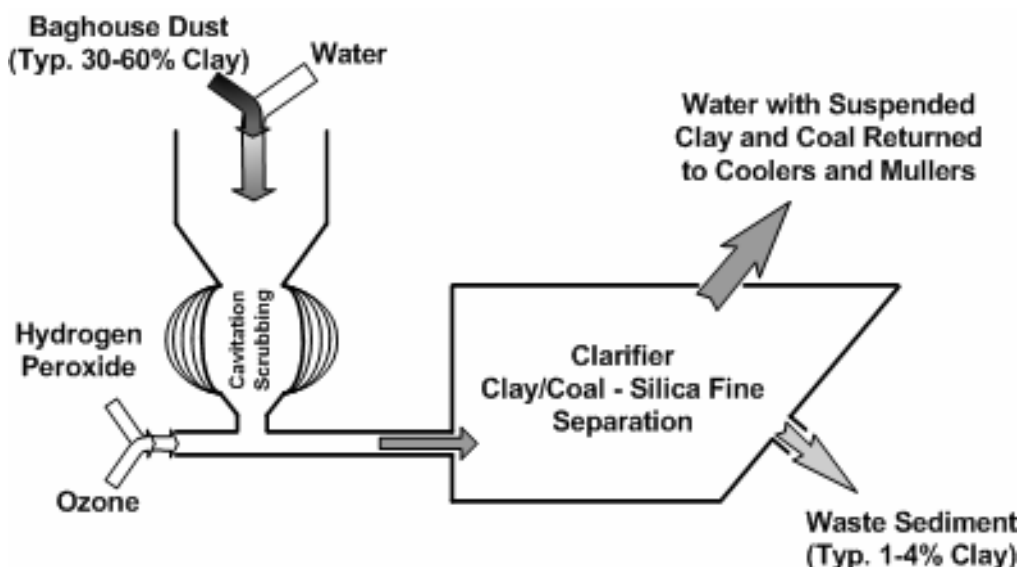 Baghouse Dust
(Typ. 30-60% Clay)
Water
Water with Suspended
Clay and Coal Returned
to Coolers and Mullers
Cavitation
Scrubbing
Hydrogen
Peroxide
Clarifier
Clay/Coal - Silica Fine
Separation
Ozone
Waste Sediment
(Typ. 1-4% Clay)